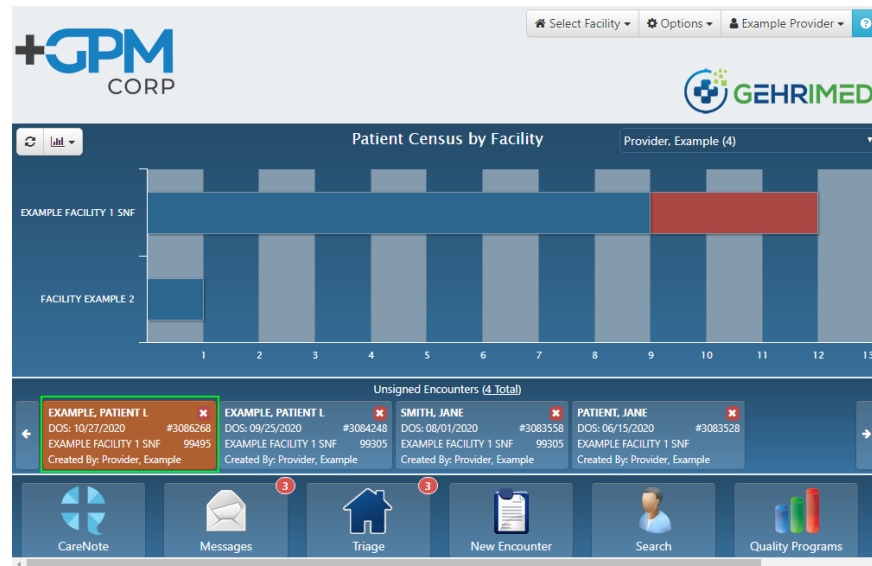 Select Facility
Options
Example Provider
?
+GPM
CORP
GEHRIMED
Patient Census by Facility
Provider, Example (4)
EXAMPLE FACILITY 1 SNF
FACILITY EXAMPLE 2
1 2 3 4 5 6 7 8 9 10 11 12 13
Unsigned Encounters (4 Total)
EXAMPLE, PATIENT L
DOS: 10/27/2020 #3086268
EXAMPLE FACILITY 1 SNF 99495
Created By: Provider, Example
EXAMPLE, PATIENT L
DOS: 09/25/2020 #3084248
EXAMPLE FACILITY 1 SNF 99305
Created By: Provider, Example
SMITH, JANE
DOS: 08/01/2020 #3083558
EXAMPLE FACILITY 1 SNF 99305
Created By: Provider, Example
PATIENT, JANE
DOS: 06/15/2020 #3083528
EXAMPLE FACILITY 1 SNF
Created By: Provider, Example
CareNote
3
Messages
3
Triage
New Encounter
Search
Quality Programs